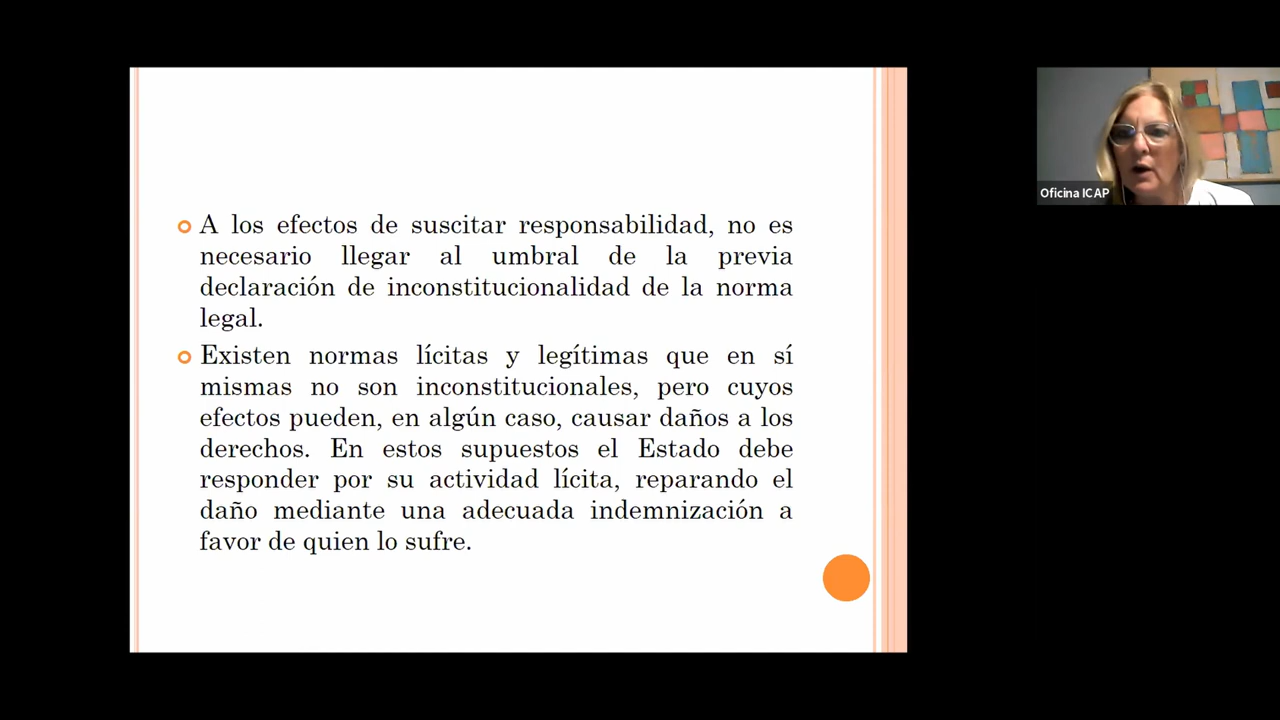 A los efectos de suscitar responsabilidad, no es
necesario llegar al umbral de la previa
declaración de inconstitucionalidad de la norma
legal.
Existen normas lícitas y legítimas que en sí
mismas no son inconstitucionales, pero cuyos
efectos pueden, en algún caso, causar daños a los
derechos. En estos supuestos el Estado debe
responder por su actividad lícita, reparando el
daño mediante una adecuada indemnización a
favor de quien lo sufre.
Oficina ICAP